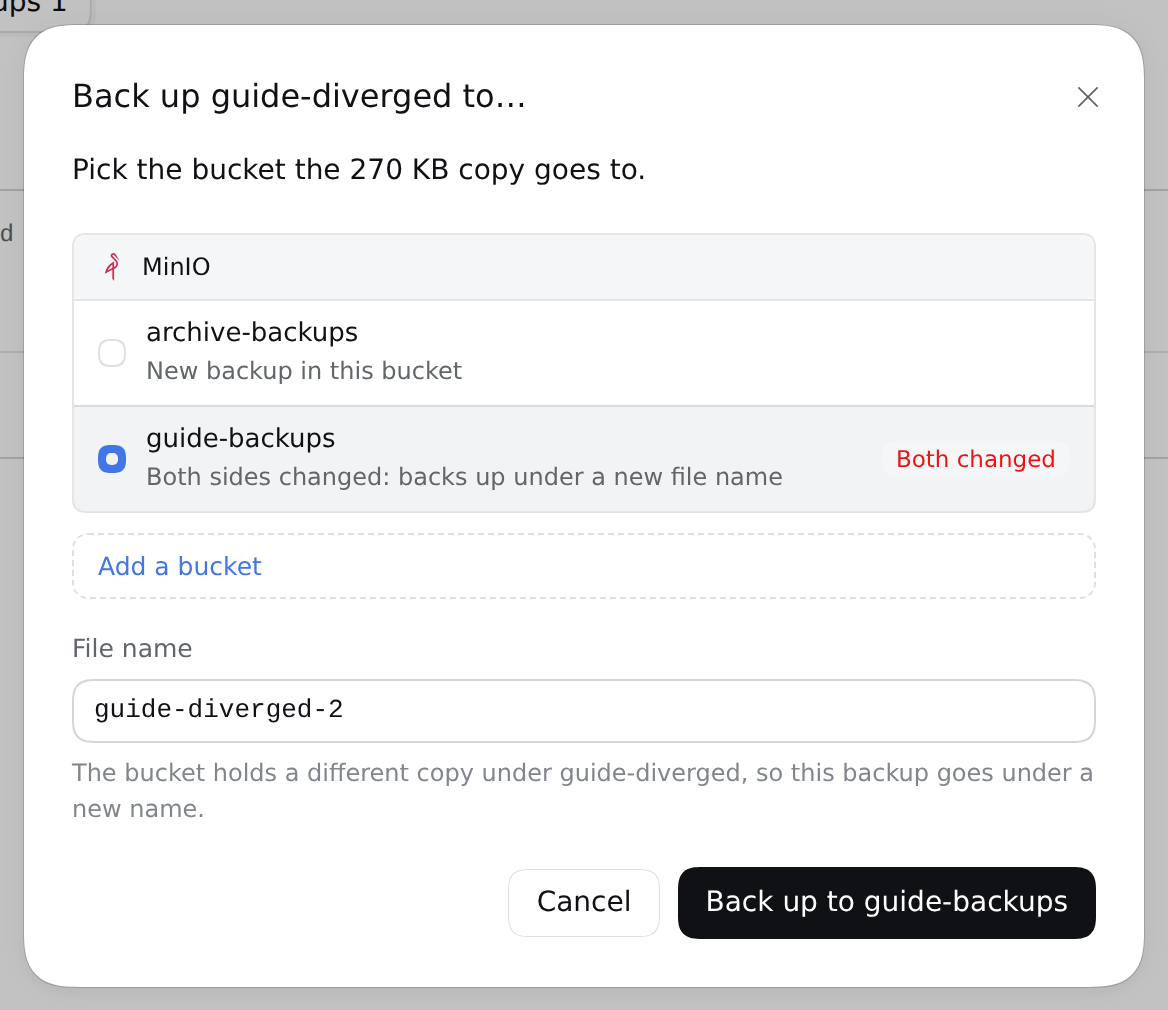 Back up guide-diverged to…
Pick the bucket the 270 KB copy goes to.
MinIO
archive-backups
New backup in this bucket
guide-backups
Both sides changed: backs up under a new file name
Both changed
Add a bucket
File name
guide-diverged-2
The bucket holds a different copy under guide-diverged, so this backup goes under a
new name.
Cancel
Back up to guide-backups